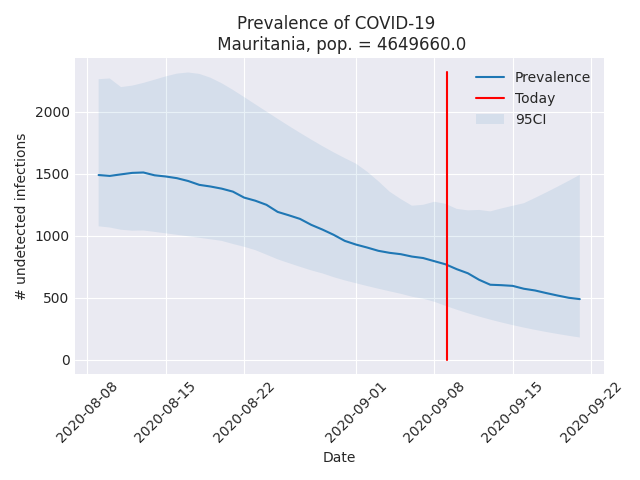 Prevalence of COVID-19
Mauritania, pop. = 4649660.0
Prevalence
Today
95CI
# undetected infections
2000
1500
1000
500
0
2020-08-08
2020-08-15
2020-08-22
2020-09-01
2020-09-08
2020-09-15
2020-09-22
Date